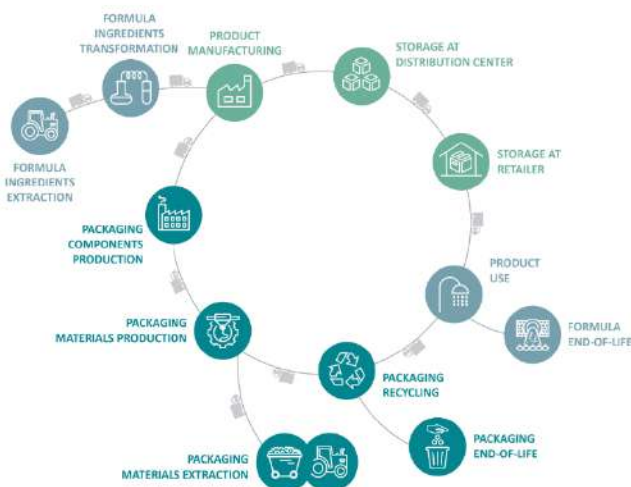 FORMULA
INGREDIENTS
TRANSFORMATION
PRODUCT
MANUFACTURING
STORAGE AT
DISTRIBUTION CENTER
FORMULA
INGREDIENTS
EXTRACTION
STORAGE AT
RETAILER
PACKAGING
COMPONENTS
PRODUCTION
PRODUCT
USE
PACKAGING
MATERIALS PRODUCTION
FORMULA
END-OF-LIFE
PACKAGING
RECYCLING
PACKAGING
MATERIALS EXTRACTION
PACKAGING
END-OF-LIFE